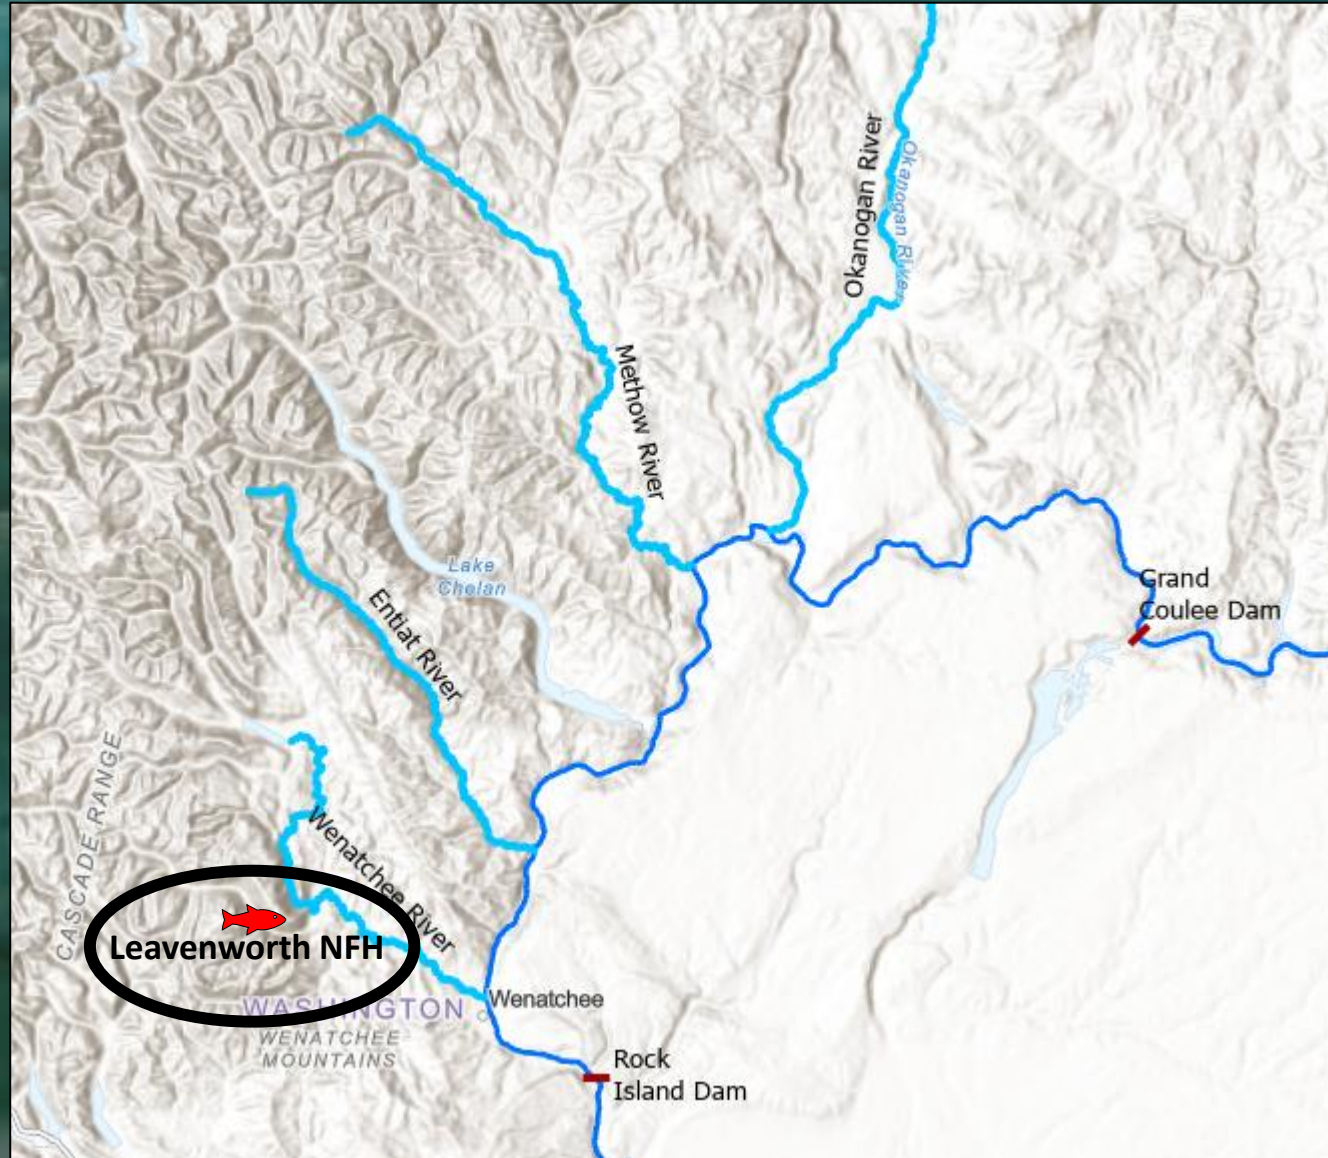 Okanogan River
Okanogan River
Methow River
Lake
Chelan
Grand
Coulee Dam
Entiat River
CASCADE RANGE
Wenatchee River
Leavenworth NFH
WASHINGTON
Wenatchee
WENATCHEE
MOUNTAINS
Rock
Island Dam